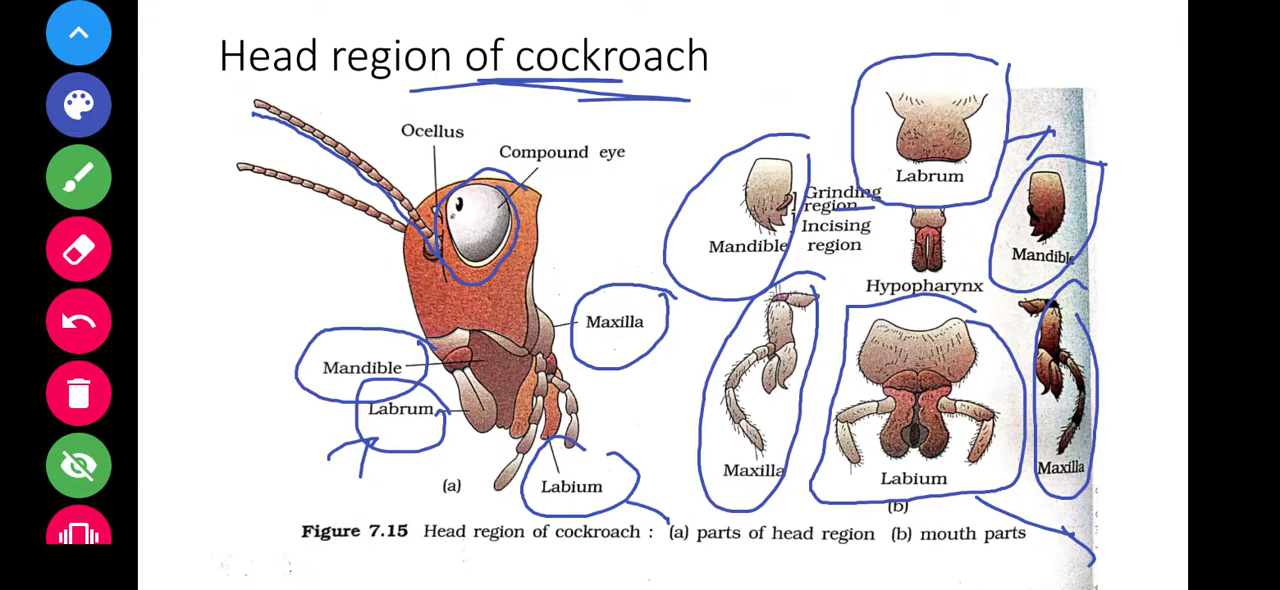 Head region of cockroach
Ocellus
Compound eye
Maxilla
Mandible
Labrum
Labium
(a)
Labrum
Grinding
region
Incising
region
Mandible
Mandible
Hypopharynx
Maxilla
Labium
Maxilla
(b)
Figure 7.15 Head region of cockroach : (a) parts of head region (b) mouth parts